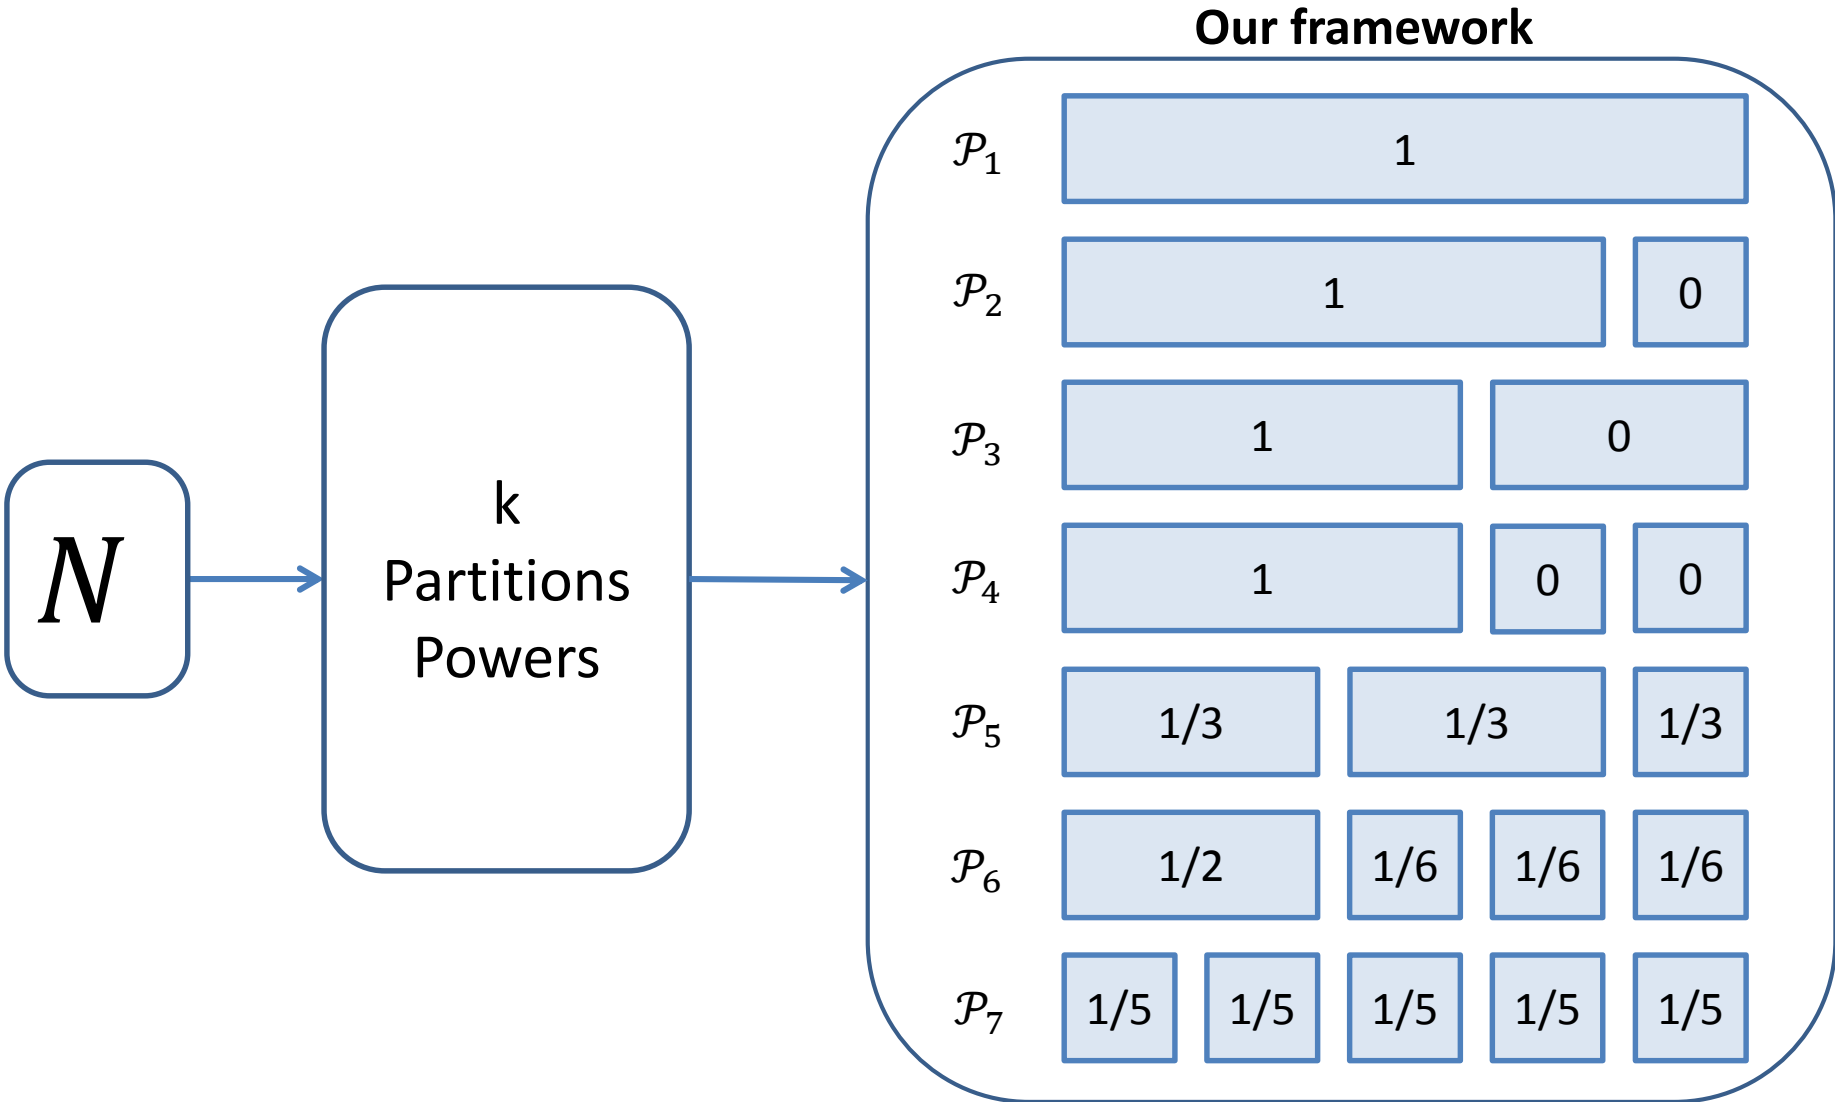 Our framework
𝒫1 1
𝒫2 1 0
𝒫3 1 0
𝒫4 1 0 0
𝒫5 1/3 1/3 1/3
𝒫6 1/2 1/6 1/6 1/6
𝒫7 1/5 1/5 1/5 1/5 1/5
N
k
Partitions
Powers